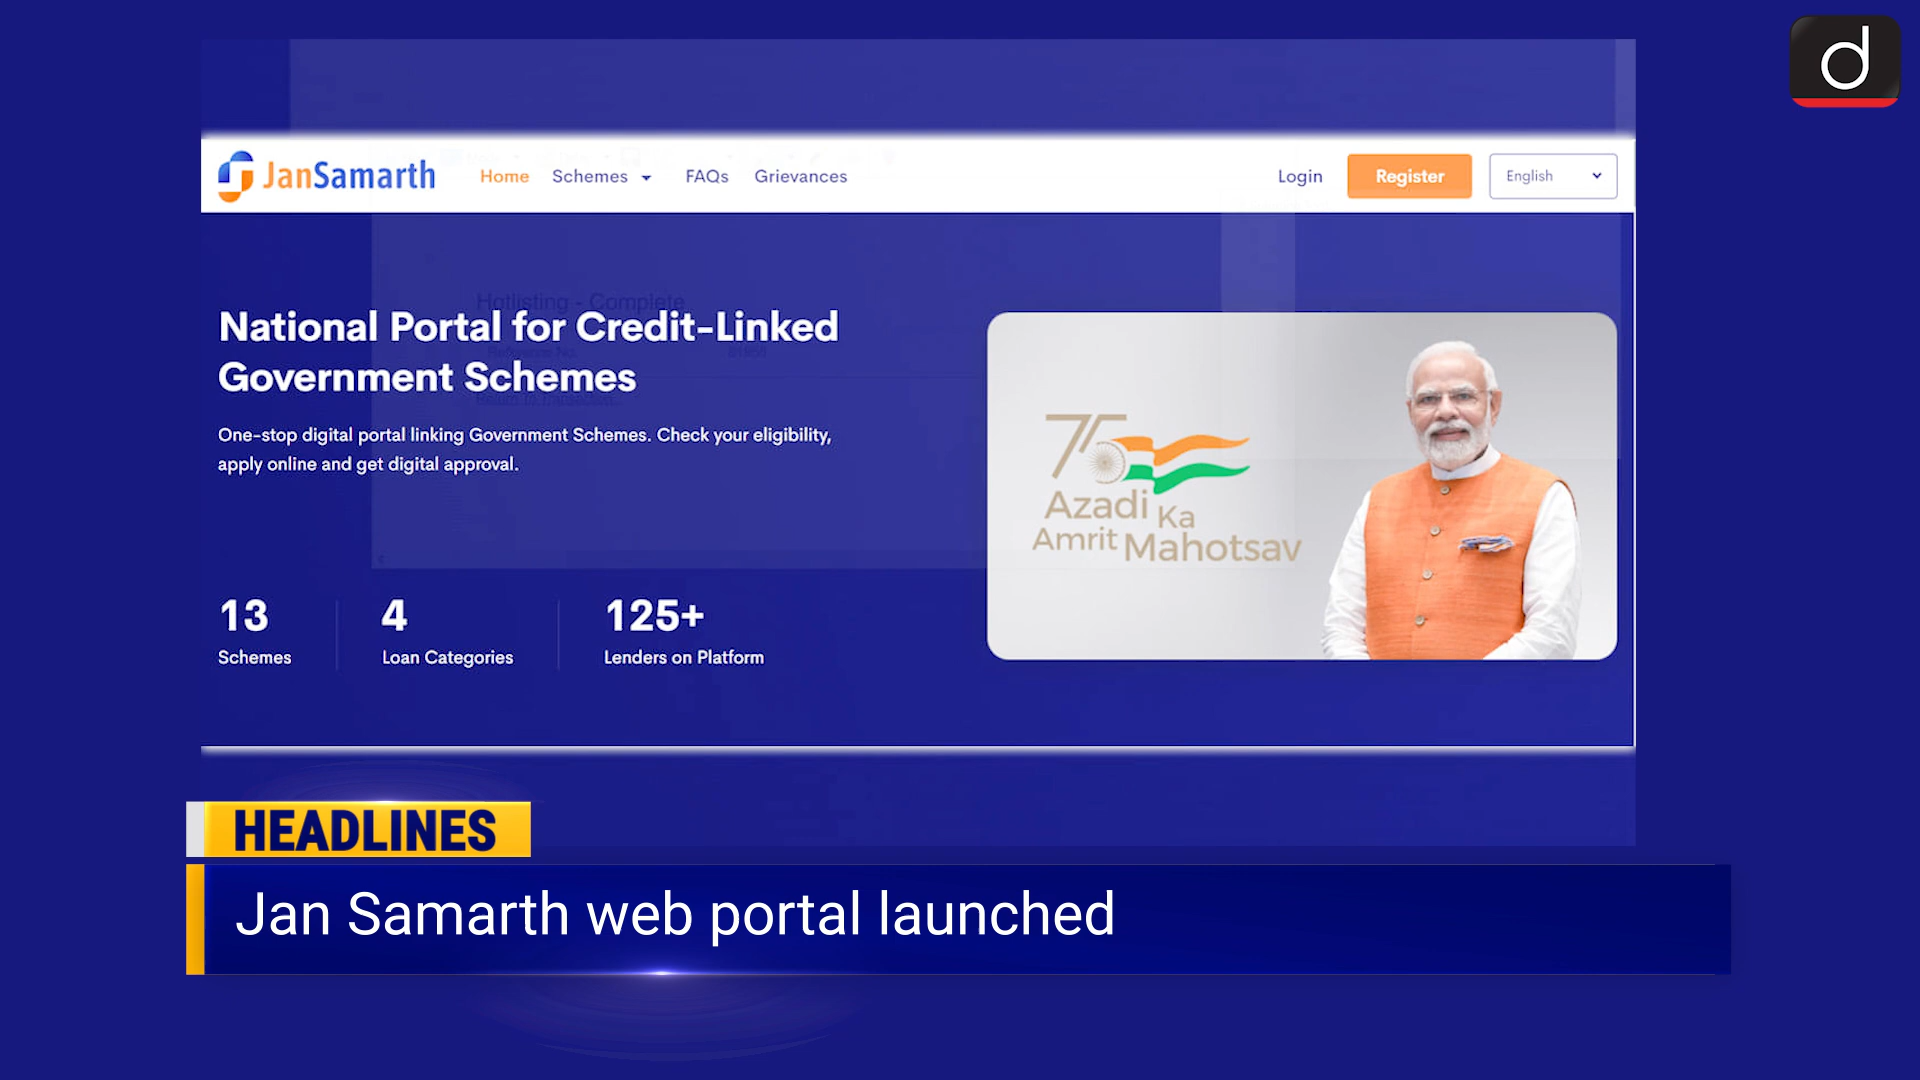 d
JanSamarth
Home Schemes FAQs Grievances
Login Register English
Hotlisting - Complete
National Portal for Credit-Linked
Government Schemes
One-stop digital portal linking Government Schemes. Check your eligibility,
apply online and get digital approval.
75
Azadi Ka
Amrit Mahotsav
13 4 125+
Schemes Loan Categories Lenders on Platform
HEADLINES
Jan Samarth web portal launched